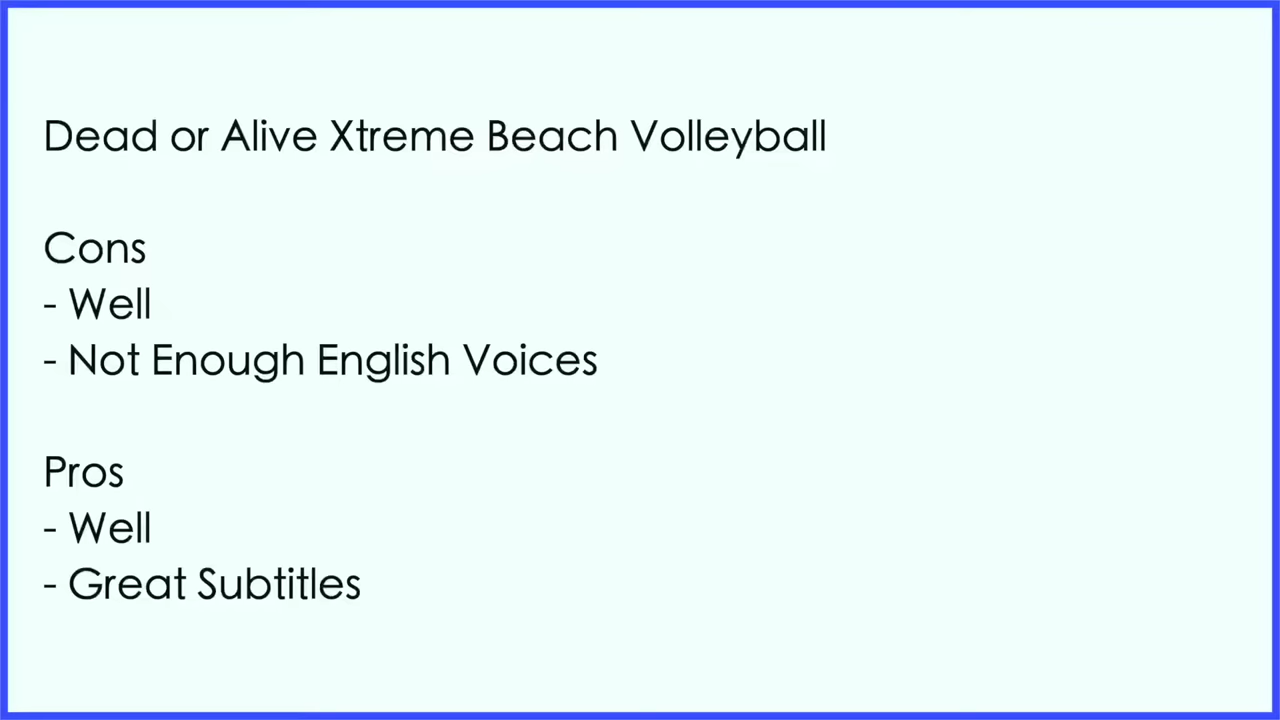 Dead or Alive Xtreme Beach Volleyball
Cons
- Well
- Not Enough English Voices
Pros
- Well
- Great Subtitles